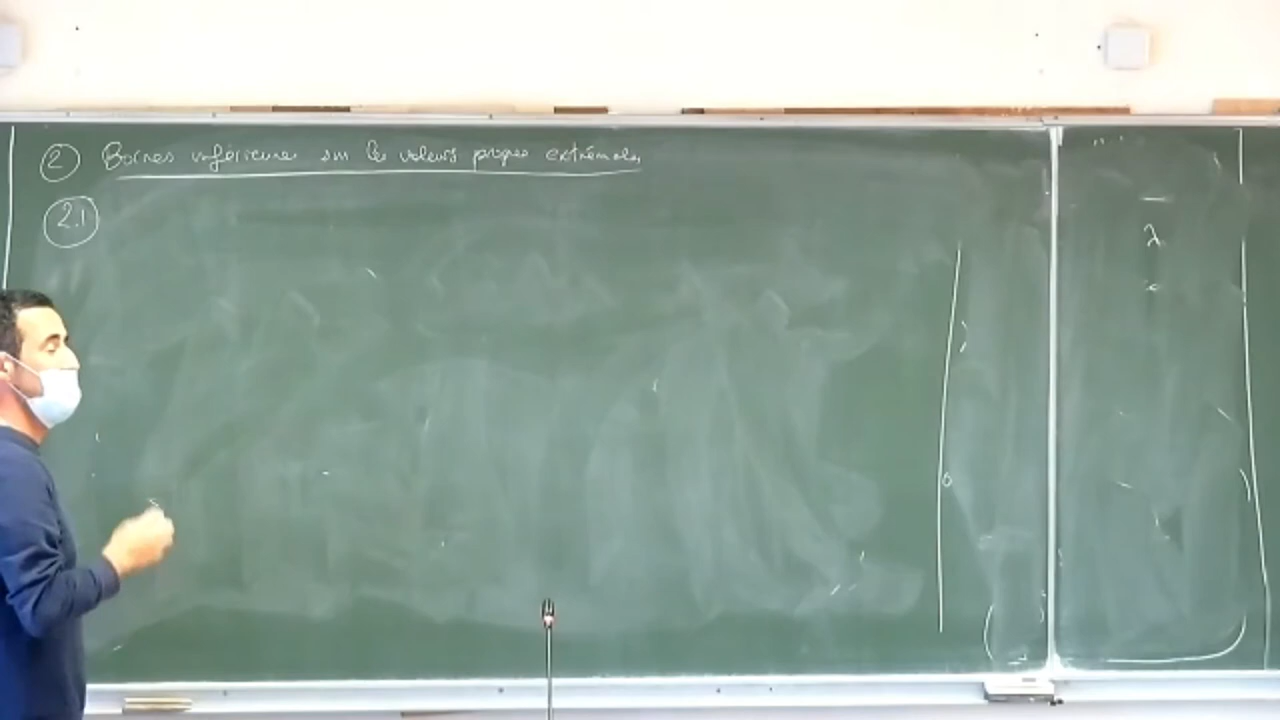 ② Bornes inférieures sur les valeurs propres extrémales
2.1
λ